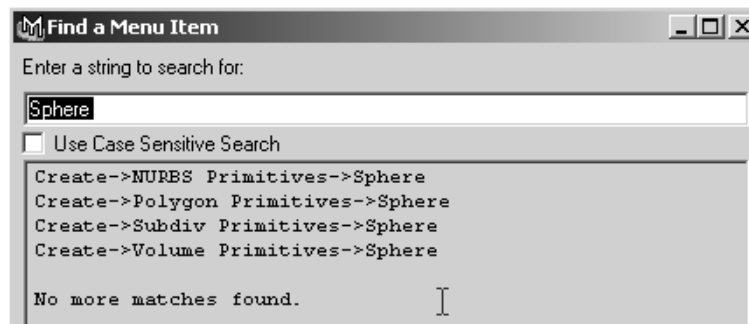 Find a Menu Item
Enter a string to search for:
Sphere
Use Case Sensitive Search
Create->NURBS Primitives->Sphere
Create->Polygon Primitives->Sphere
Create->Subdiv Primitives->Sphere
Create->Volume Primitives->Sphere
No more matches found.